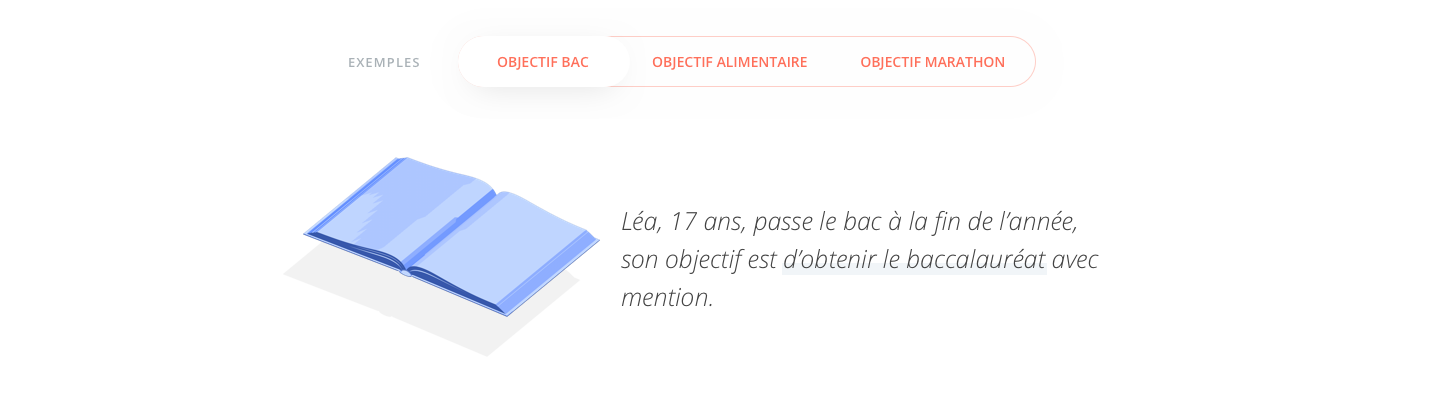 EXEMPLES
OBJECTIF BAC
OBJECTIF ALIMENTAIRE
OBJECTIF MARATHON
Léa, 17 ans, passe le bac à la fin de l’année,
son objectif est d’obtenir le baccalauréat avec
mention.